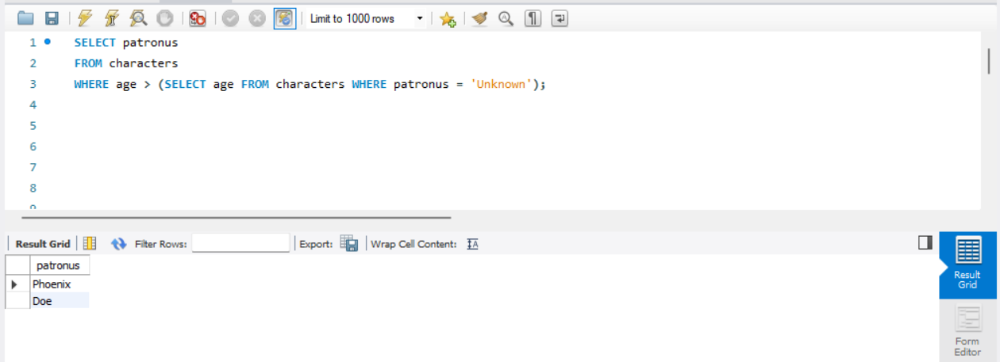 Limit to 1000 rows
1 SELECT patronus
2 FROM characters
3 WHERE age > (SELECT age FROM characters WHERE patronus = 'Unknown');
4
5
6
7
8
Result Grid Filter Rows: Export: Wrap Cell Content: IA
patronus
Phoenix
Doe
Result
Grid
Form
Editor